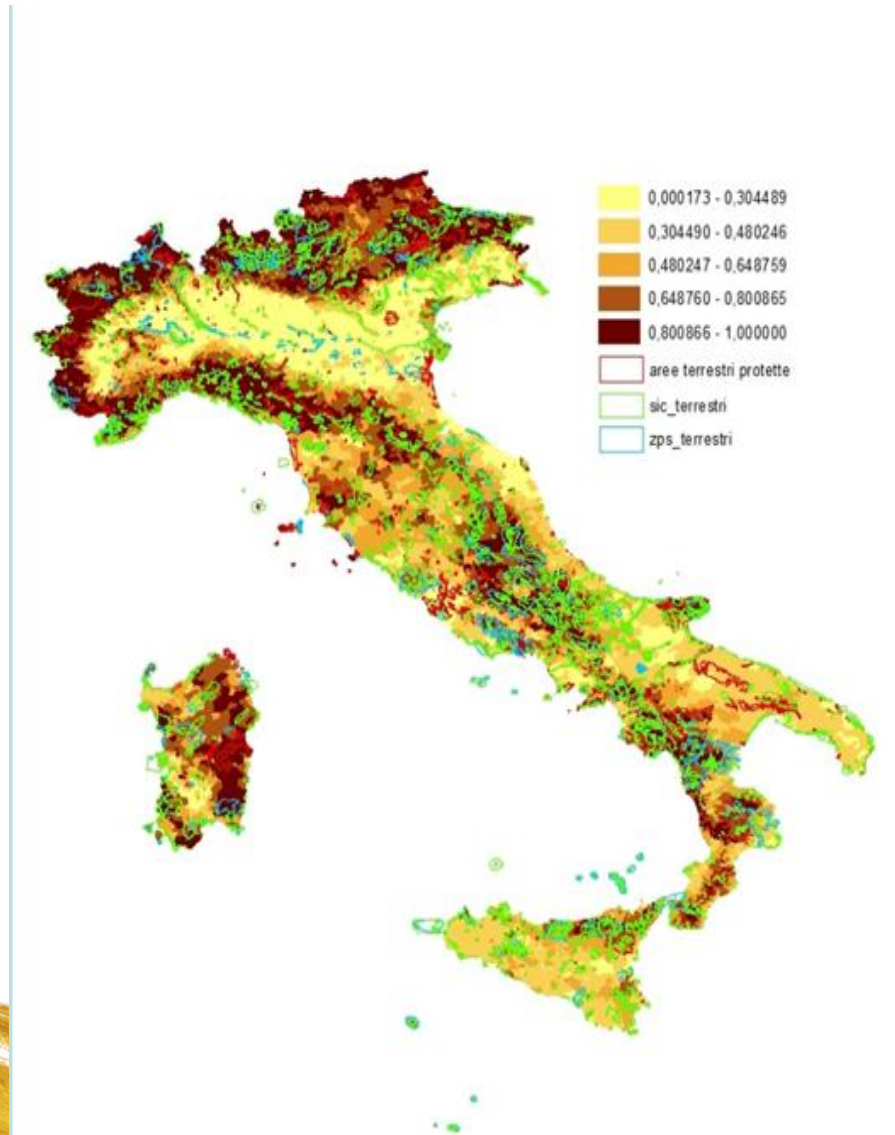 0,000173 - 0,304489
0,304490 - 0,480246
0,480247 - 0,648759
0,648760 - 0,800865
0,800866 - 1,000000
aree terrestri protette
sic_terrestri
zps_terrestri